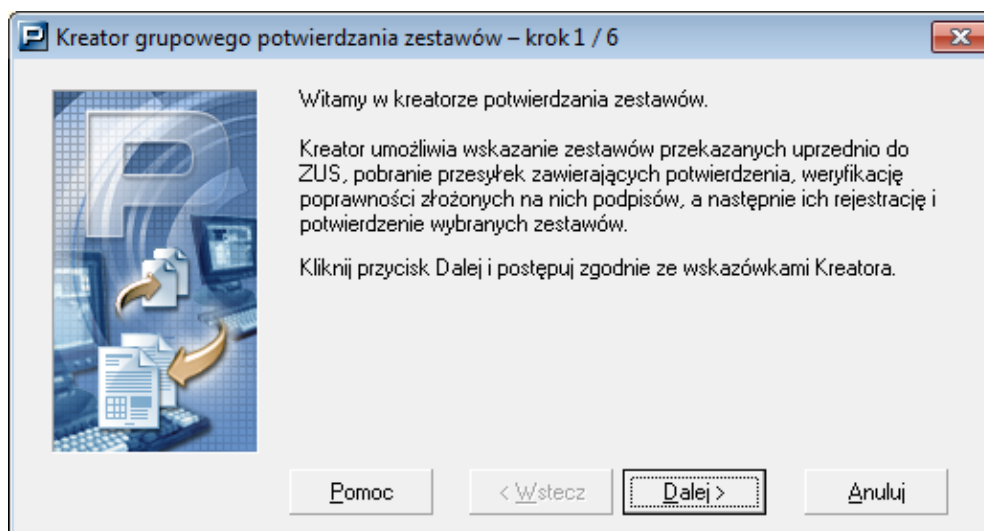 Kreator grupowego potwierdzania zestawów – krok 1 / 6
Witamy w kreatorze potwierdzania zestawów.
Kreator umożliwia wskazanie zestawów przekazanych uprzednio do
ZUS, pobranie przesyłek zawierających potwierdzenia, weryfikację
poprawności złożonych na nich podpisów, a następnie ich rejestrację i
potwierdzenie wybranych zestawów.
Kliknij przycisk Dalej i postępuj zgodnie ze wskazówkami Kreatora.
Pomoc < Wstecz Dalej > Anuluj